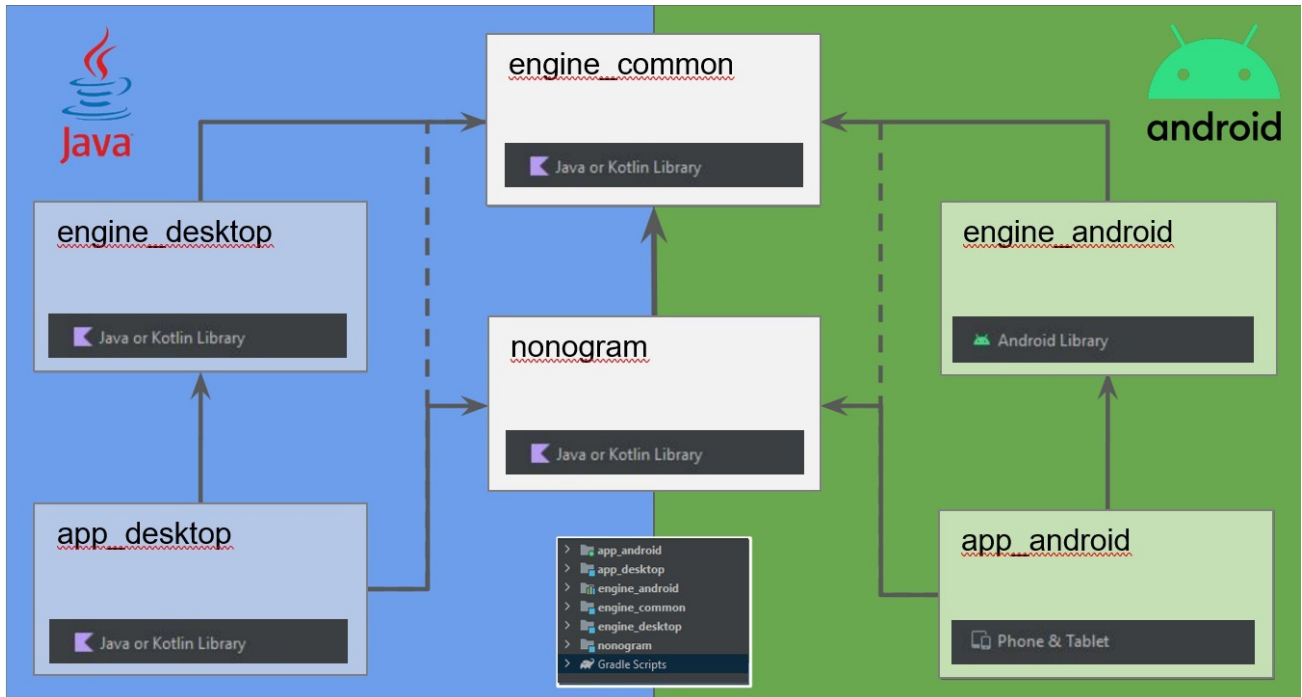 Java
engine_common
Java or Kotlin Library
android
engine_desktop
Java or Kotlin Library
engine_android
Android Library
nonogram
Java or Kotlin Library
app_desktop
Java or Kotlin Library
app_android
app_desktop
engine_android
engine_common
engine_desktop
nonogram
Gradle Scripts
app_android
Phone & Tablet